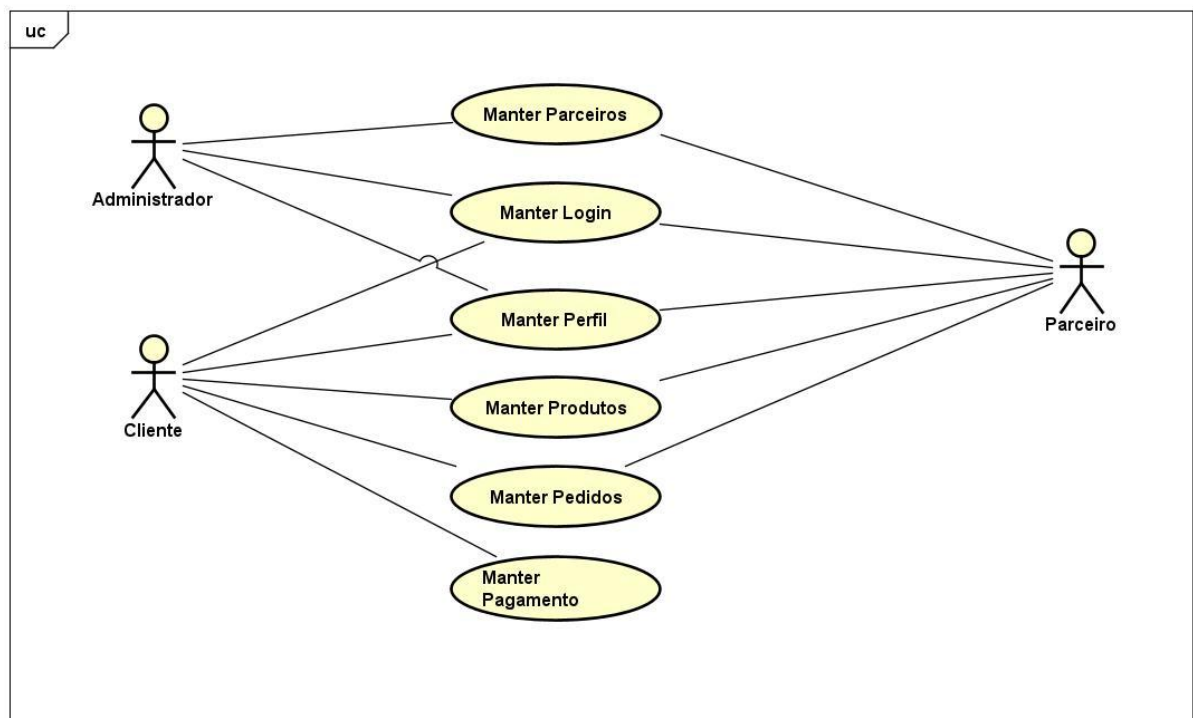 uc
Manter Parceiros
Administrador
Manter Login
Manter Perfil
Parceiro
Cliente
Manter Produtos
Manter Pedidos
Manter
Pagamento